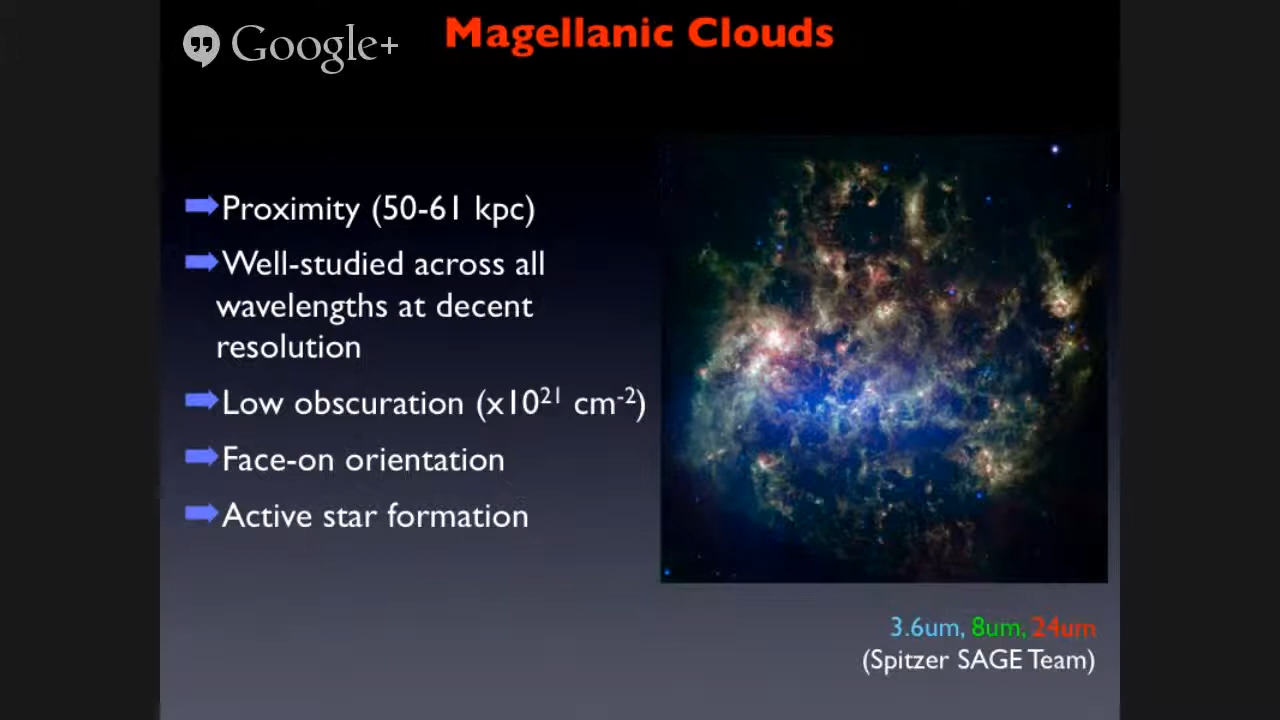 Google+
Magellanic Clouds
Proximity (50-61 kpc)
Well-studied across all
wavelengths at decent
resolution
Low obscuration (x10²¹ cm⁻²)
Face-on orientation
Active star formation
3.6um, 8um, 24um
(Spitzer SAGE Team)